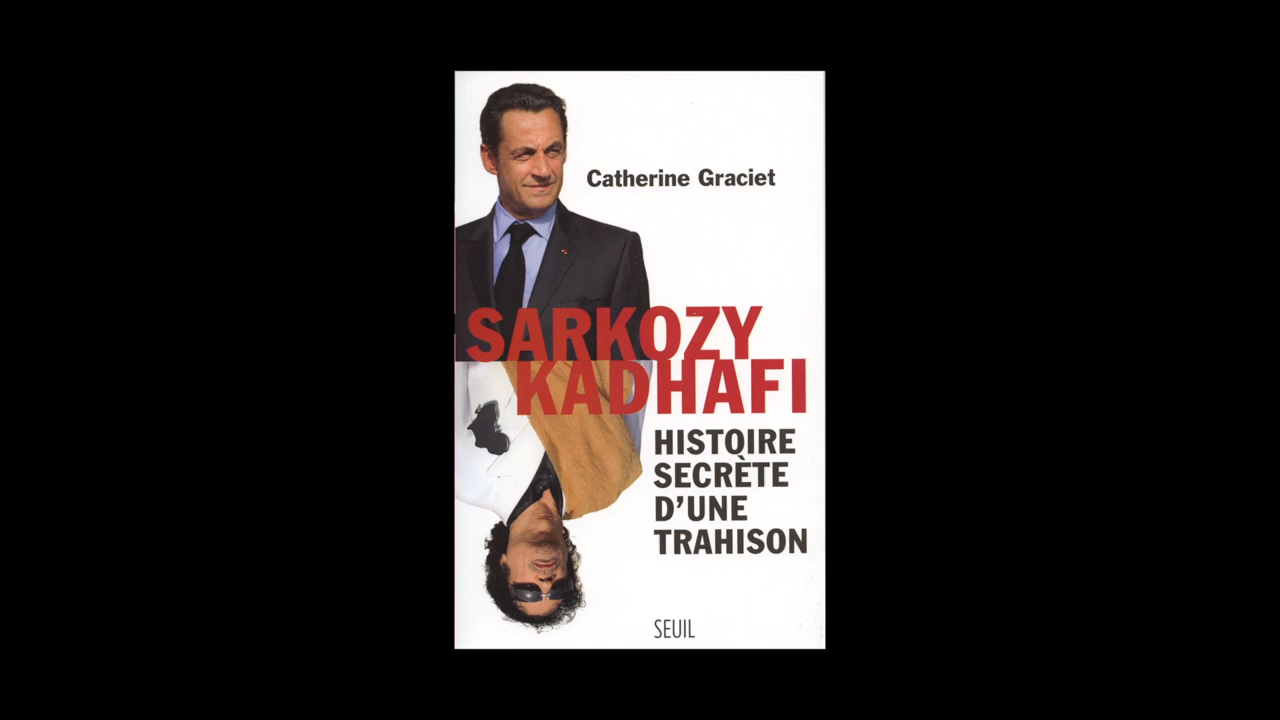 Catherine Graciet
SARKOZY
KADHAFI
HISTOIRE
SECRÈTE
D'UNE
TRAHISON
SEUIL